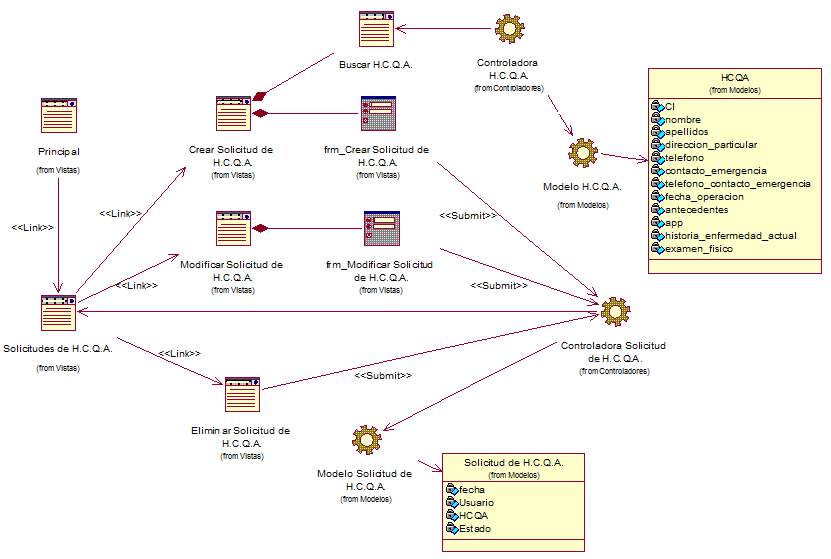 Buscar H.C.Q.A.
Controladora
H.C.Q.A.
(from Controladores)
HCQA
(from Modelos)
CI
nombre
apellidos
direccion_particular
telefono
contacto_emergencia
telefono_contacto_emergencia
fecha_operacion
antecedentes
app
historia_enfermedad_actual
examen_fisico
Principal
(from Vistas)
Crear Solicitud de
H.C.Q.A.
(from Vistas)
frm_Crear Solicitud de
H.C.Q.A.
(from Vistas)
Modelo H.C.Q.A.
(from Modelos)
<<Link>>
<<Link>>
<<Submit>>
Modificar Solicitud de
H.C.Q.A.
(from Vistas)
frm_Modificar Solicitud
de H.C.Q.A.
(from Vistas)
<<Link>>
<<Submit>>
Solicitudes de H.C.Q.A.
(from Vistas)
<<Link>>
Controladora Solicitud
de H.C.Q.A.
(from Controladores)
<<Submit>>
Eliminar Solicitud de
H.C.Q.A.
(from Vistas)
Modelo Solicitud de
H.C.Q.A.
(from Modelos)
Solicitud de H.C.Q.A.
(from Modelos)
fecha
Usuario
HCQA
Estado